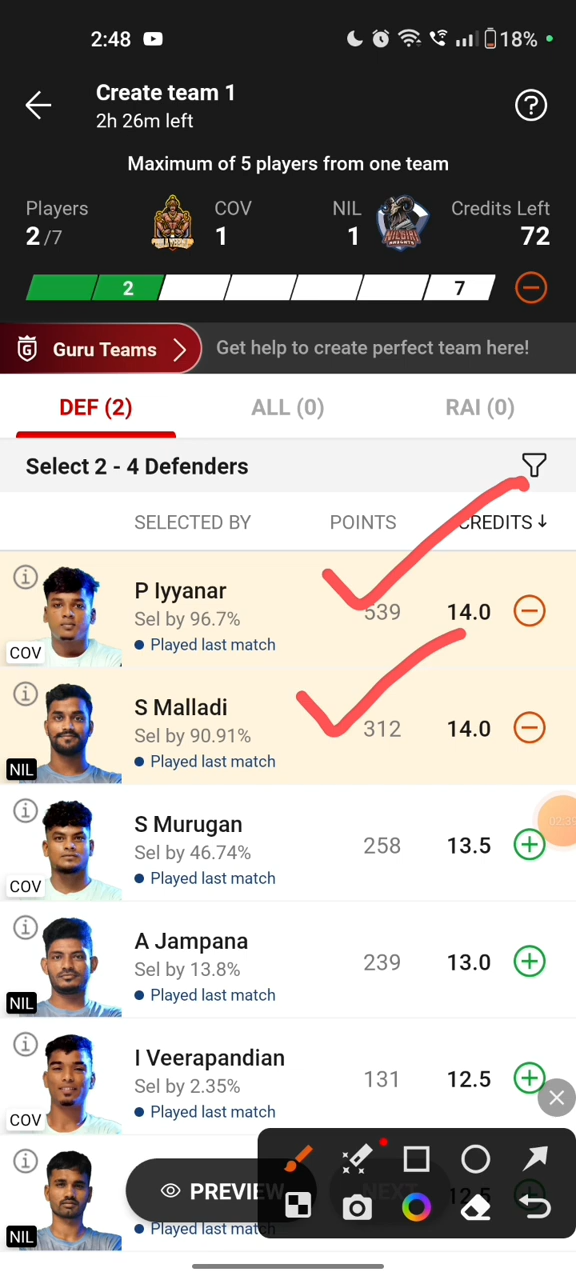 2:48
18%
Create team 1
2h 26m left
Maximum of 5 players from one team
Players COV NIL Credits Left
2/7 1 1 72
2 7
Guru Teams Get help to create perfect team here!
DEF (2) ALL (0) RAI (0)
Select 2 - 4 Defenders
SELECTED BY POINTS CREDITS↓
P Iyyanar
Sel by 96.7% 539 14.0
Played last match
COV
S Malladi
Sel by 90.91% 312 14.0
Played last match
NIL
S Murugan
Sel by 46.74% 258 13.5
Played last match
COV
A Jampana
Sel by 13.8% 239 13.0
Played last match
NIL
I Veerapandian
Sel by 2.35% 131 12.5
Played last match
COV
PREVIEW NEXT 12.5
Played last match
NIL